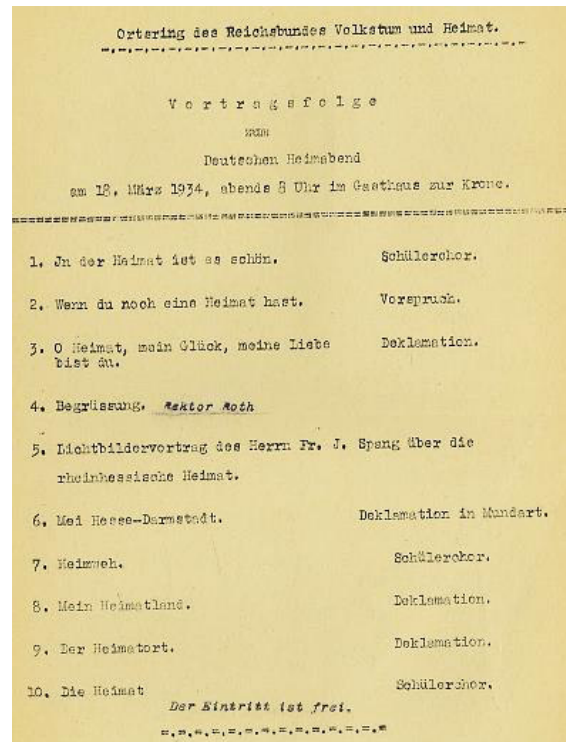 Ortsring des Reichsbundes Volkstum und Heimat.
Vortragsfolge
zum
Deutschen Heimabend
am 18. März 1934, abends 8 Uhr im Gasthaus zur Krone.
1. Jn der Heimat ist es schön. Schülerchor.
2. Wenn du noch eine Heimat hast. Vorspruch.
3. O Heimat, mein Glück, meine Liebe Deklamation.
bist du.
4. Begrüssung. Rektor Roth
5. Lichtbildervortrag des Herrn Fr. J. Spang über die
rheinhessische Heimat.
6. Mei Hesse-Darmstadt. Deklamation in Mundart.
7. Heimweh. Schülerchor.
8. Mein Heimatland. Deklamation.
9. Der Heimatort. Deklamation.
10. Die Heimat Schülerchor.
Der Eintritt ist frei.